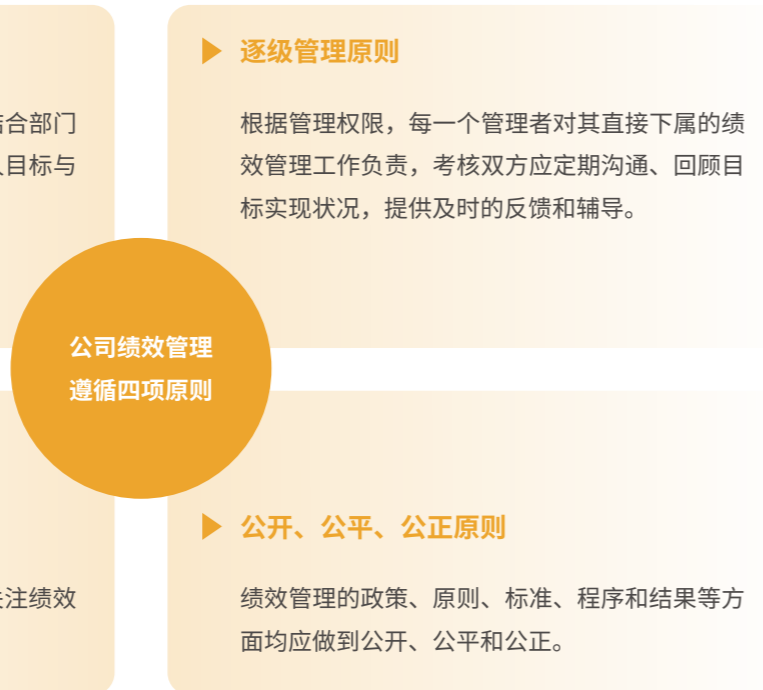 合部门
目标与
逐级管理原则
根据管理权限，每一个管理者对其直接下属的绩
效管理工作负责，考核双方应定期沟通、回顾目
标实现状况，提供及时的反馈和辅导。
公司绩效管理
遵循四项原则
注绩效
公开、公平、公正原则
绩效管理的政策、原则、标准、程序和结果等方
面均应做到公开、公平和公正。